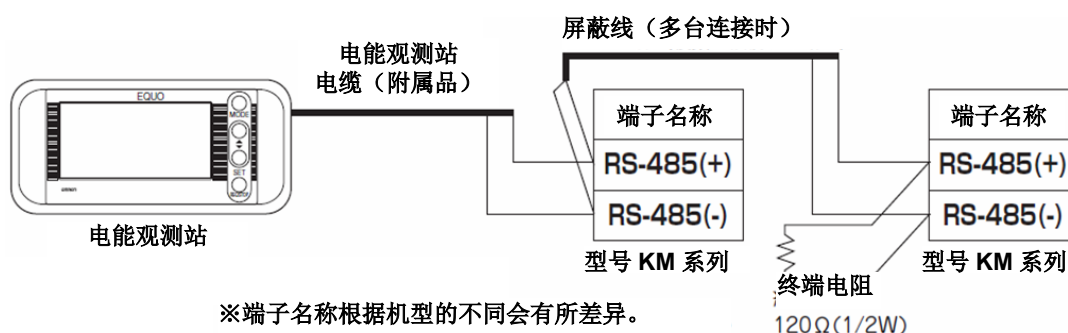 屏蔽线（多台连接时）
电能观测站
电缆（附属品）
EQUO
MODE
SET
端子名称
RS-485(+)
RS-485(-)
型号 KM 系列
端子名称
RS-485(+)
RS-485(-)
型号 KM 系列
电能观测站
终端电阻
120Ω(1/2W)
※端子名称根据机型的不同会有所差异。